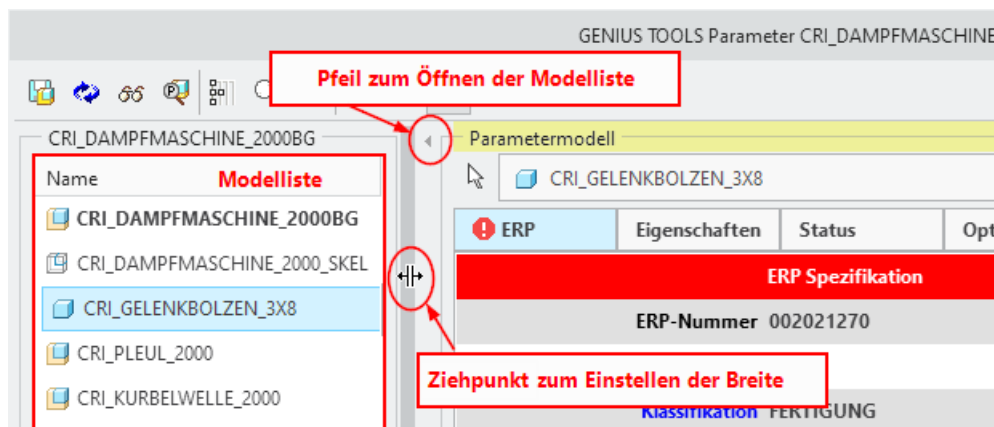 GENIUS TOOLS Parameter CRI_DAMPFMASCHINE
Pfeil zum Öffnen der Modelliste
CRI_DAMPFMASCHINE_2000BG
Parametermodell
Name
Modelliste
CRI_GELENKBOLZEN_3X8
CRI_DAMPFMASCHINE_2000BG
ERP
Eigenschaften
Status
Opt
CRI_DAMPFMASCHINE_2000_SKEL
ERP Spezifikation
CRI_GELENKBOLZEN_3X8
ERP-Nummer 002021270
CRI_PLEUL_2000
Ziehpunkt zum Einstellen der Breite
CRI_KURBELWELLE_2000
Klassifikation FERTIGUNG